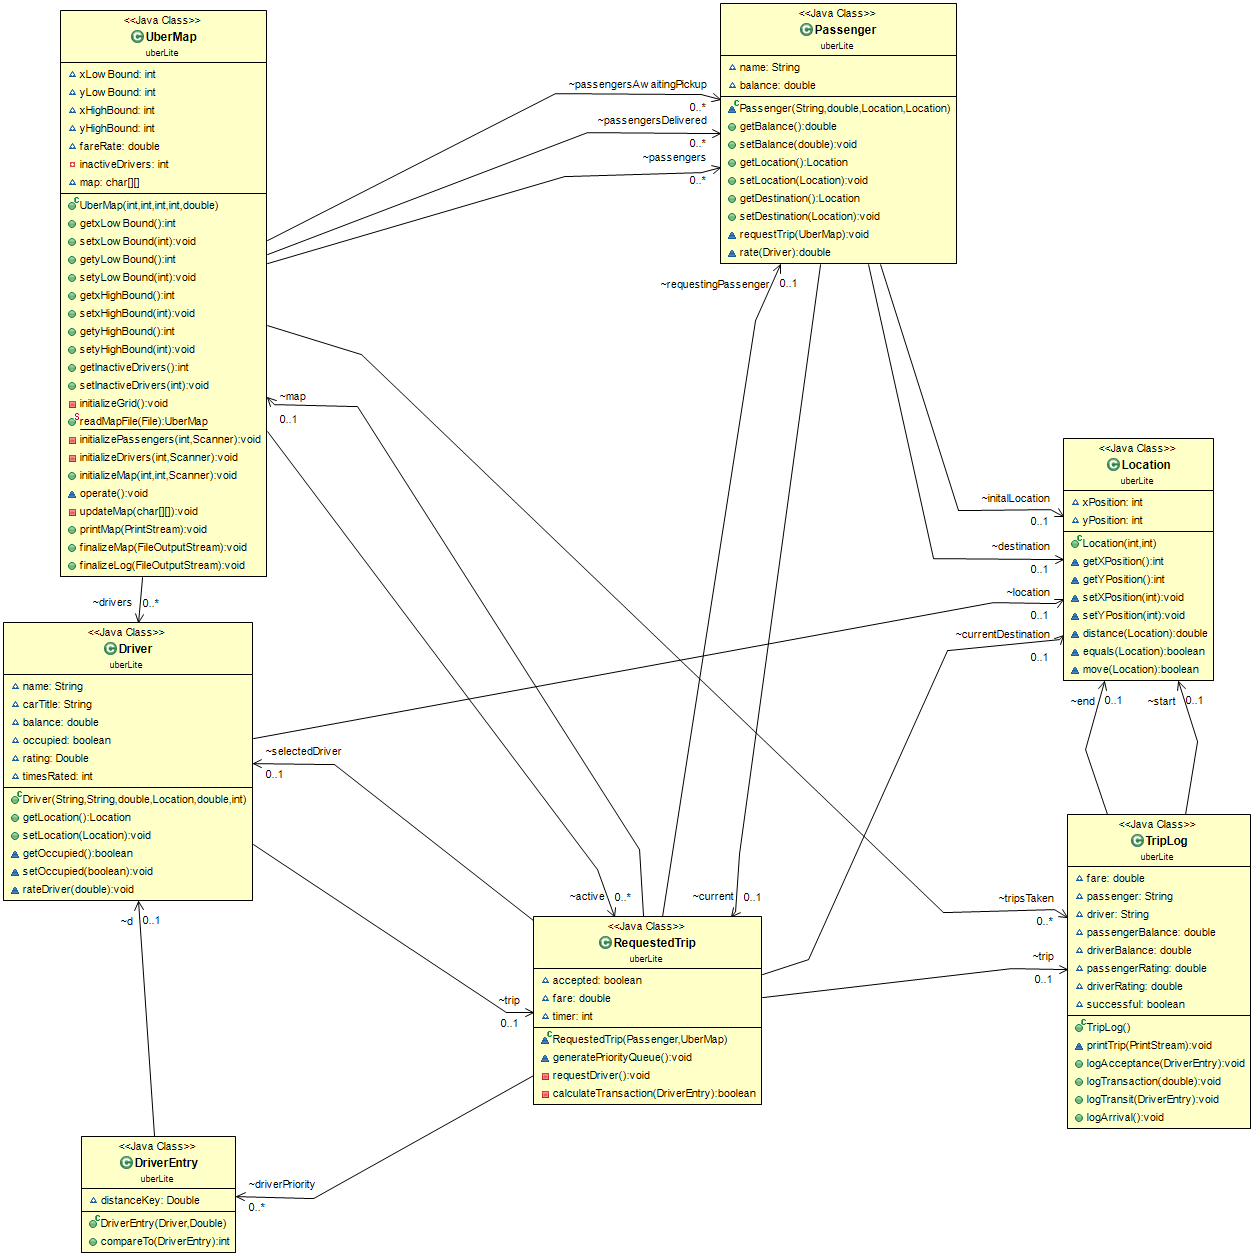 <<Java Class>>
UberMap
uberLite
xLowBound: int
yLowBound: int
xHighBound: int
yHighBound: int
fareRate: double
inactiveDrivers: int
map: char[][]
UberMap(int,int,int,int,double)
getxLowBound():int
setxLowBound(int):void
getyLowBound():int
setyLowBound(int):void
getxHighBound():int
setxHighBound(int):void
getyHighBound():int
setyHighBound(int):void
getInactiveDrivers():int
setInactiveDrivers(int):void
initializeGrid():void
readMapFile(File):UberMap
initializePassengers(int,Scanner):void
initializeDrivers(int,Scanner):void
initializeMap(int,int,Scanner):void
operate():void
updateMap(char[][]):void
printMap(PrintStream):void
finalizeMap(FileOutputStream):void
finalizeLog(FileOutputStream):void
~passengersAwaitingPickup
0..*
~passengersDelivered
0..*
~passengers
0..*
<<Java Class>>
Passenger
uberLite
name: String
balance: double
Passenger(String,double,Location,Location)
getBalance():double
setBalance(double):void
getLocation():Location
setLocation(Location):void
getDestination():Location
setDestination(Location):void
requestTrip(UberMap):void
rate(Driver):double
~requestingPassenger
0..1
~map
0..1
~initalLocation
0..1
~destination
0..1
~location
0..1
~currentDestination
0..1
<<Java Class>>
Location
uberLite
xPosition: int
yPosition: int
Location(int,int)
getXPosition():int
getYPosition():int
setXPosition(int):void
setYPosition(int):void
distance(Location):double
equals(Location):boolean
move(Location):boolean
~end
0..1
~start
0..1
~drivers
0..*
<<Java Class>>
Driver
uberLite
name: String
carTitle: String
balance: double
occupied: boolean
rating: Double
timesRated: int
Driver(String,String,double,Location,double,int)
getLocation():Location
setLocation(Location):void
getOccupied():boolean
setOccupied(boolean):void
rateDriver(double):void
~selectedDriver
0..1
~d
0..1
~active
0..*
~current
0..1
~trip
0..1
<<Java Class>>
RequestedTrip
uberLite
accepted: boolean
fare: double
timer: int
RequestedTrip(Passenger,UberMap)
generatePriorityQueue():void
requestDriver():void
calculateTransaction(DriverEntry):boolean
~tripsTaken
0..*
~trip
0..1
<<Java Class>>
TripLog
uberLite
fare: double
passenger: String
driver: String
passengerBalance: double
driverBalance: double
passengerRating: double
driverRating: double
successful: boolean
TripLog()
printTrip(PrintStream):void
logAcceptance(DriverEntry):void
logTransaction(double):void
logTransit(DriverEntry):void
logArrival():void
~driverPriority
0..*
<<Java Class>>
DriverEntry
uberLite
distanceKey: Double
DriverEntry(Driver,Double)
compareTo(DriverEntry):int